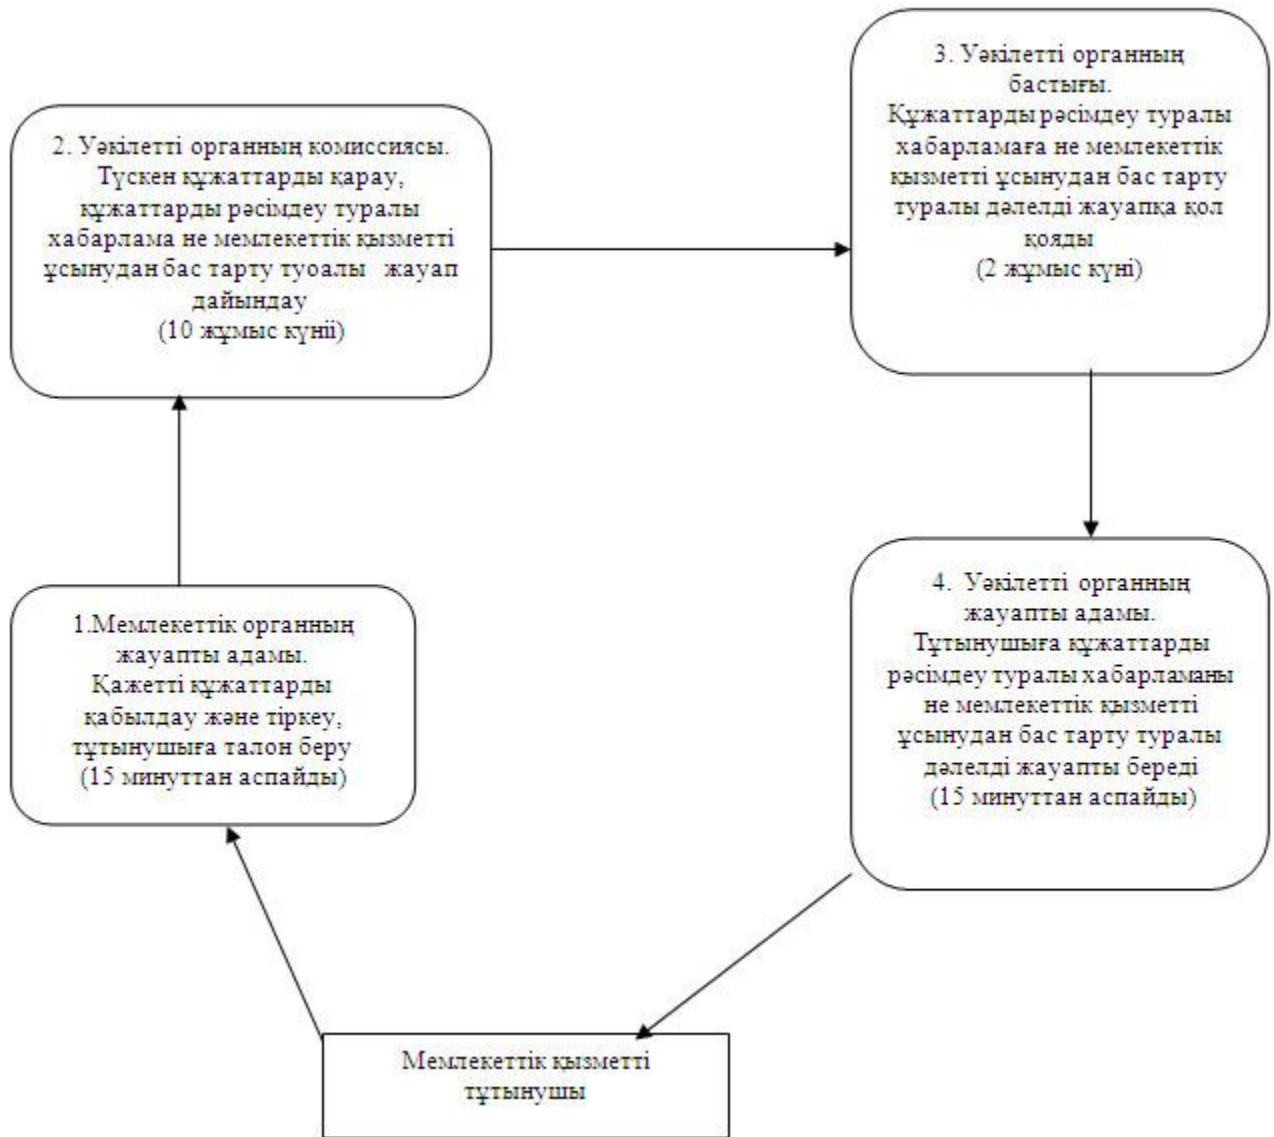 3. Уәкілетті органның
бастығы.
Құжаттарды рәсімдеу туралы
хабарламаға не мемлекеттік
қызметті ұсынудан бас тарту
туралы дәлелді жауапқа қол
қояды
(2 жұмыс күні)
2. Уәкілетті органның комиссиясы.
Түскен құжаттарды қарау,
құжаттарды рәсімдеу туралы
хабарлама не мемлекеттік қызметті
ұсынудан бас тарту туоалы жауап
дайындау
(10 жұмыс күніі)
4. Уәкілетті органның
жауапты адамы.
Тұтынушыға құжаттарды
рәсімдеу туралы хабарламаны
не мемлекеттік қызметті
ұсынудан бас тарту туралы
дәлелді жауапты береді
(15 минуттан аспайды)
1.Мемлекеттік органның
жауапты адамы.
Қажетті құжаттарды
қабылдау және тіркеу,
тұтынушыға талон беру
(15 минуттан аспайды)
Мемлекеттік қызметті
тұтынушы